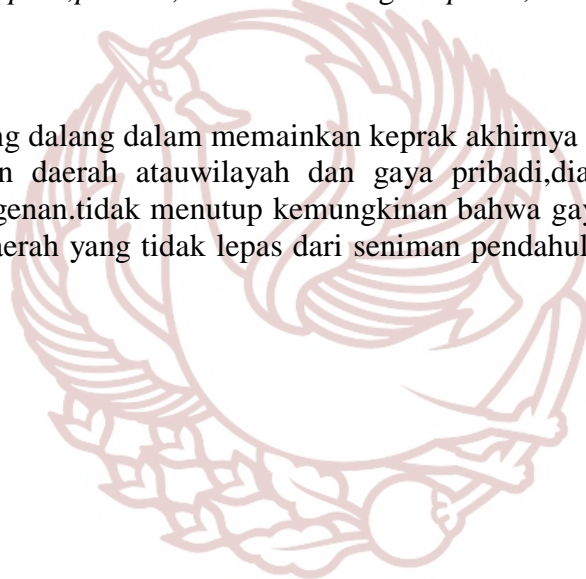 ng dalang dalam memainkan keprak akhirnya
n daerah atauwilayah dan gaya pribadi,dia
genan.tidak menutup kemungkinan bahwa gay
aerah yang tidak lepas dari seniman pendahul